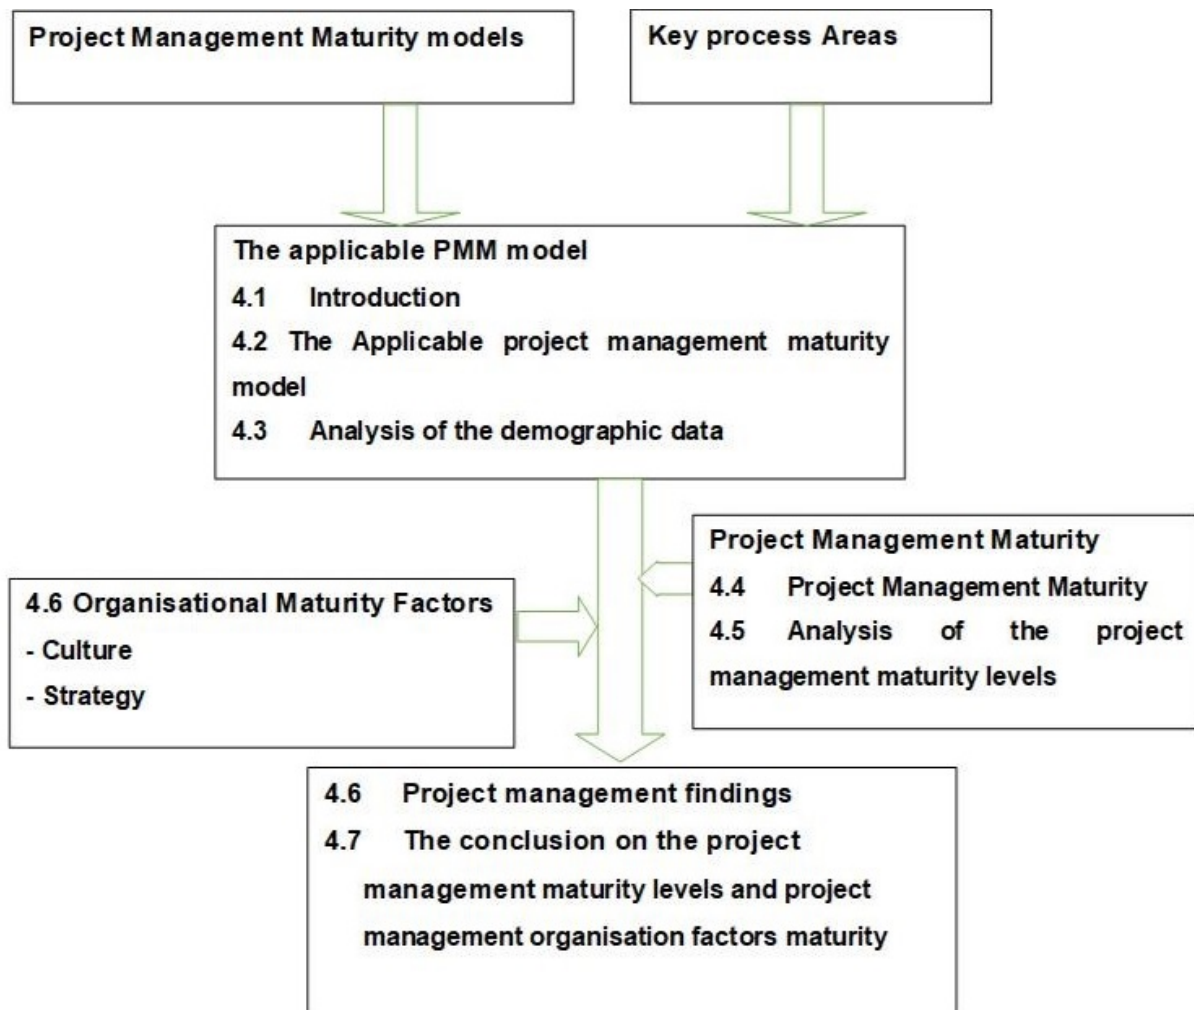 Project Management Maturity models
Key process Areas
The applicable PMM model
4.1 Introduction
4.2 The Applicable project management maturity
model
4.3 Analysis of the demographic data
Project Management Maturity
4.4 Project Management Maturity
4.5 Analysis of the project
management maturity levels
4.6 Organisational Maturity Factors
- Culture
- Strategy
4.6 Project management findings
4.7 The conclusion on the project
management maturity levels and project
management organisation factors maturity